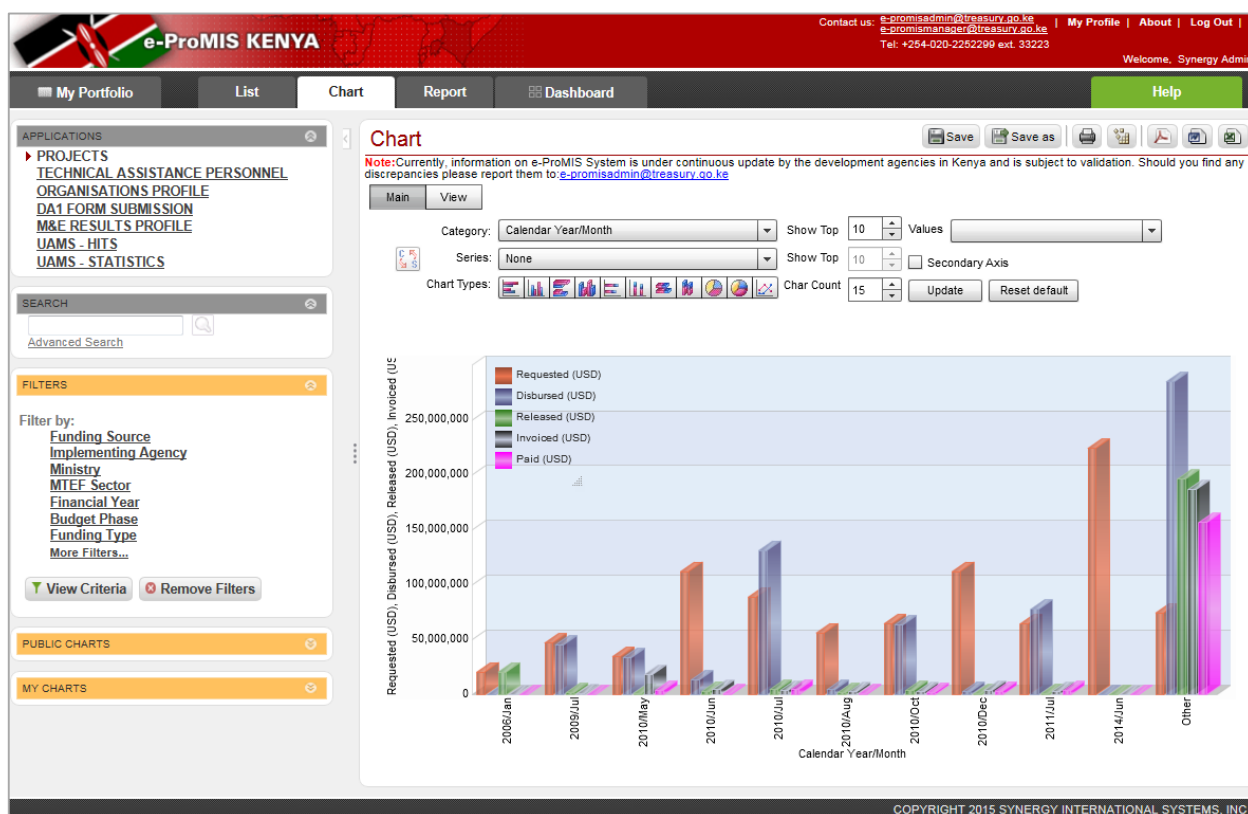 e-ProMIS KENYA
Contact us: e-promisadmin@treasury.go.ke | My Profile | About | Log Out |
e-promismanager@treasury.go.ke
Tel: +254-020-2252299 ext. 33223
Welcome, Synergy Admin
My Portfolio List Chart Report Dashboard Help
APPLICATIONS
PROJECTS
TECHNICAL ASSISTANCE PERSONNEL
ORGANISATIONS PROFILE
DA1 FORM SUBMISSION
M&E RESULTS PROFILE
UAMS - HITS
UAMS - STATISTICS
SEARCH
Advanced Search
FILTERS
Filter by:
Funding Source
Implementing Agency
Ministry
MTEF Sector
Financial Year
Budget Phase
Funding Type
More Filters...
View Criteria Remove Filters
PUBLIC CHARTS
MY CHARTS
Chart
Save Save as
Note:Currently, information on e-ProMIS System is under continuous update by the development agencies in Kenya and is subject to validation. Should you find any
discrepancies please report them to:e-promisadmin@treasury.go.ke
Main View
Category: Calendar Year/Month Show Top 10 Values
Series: None Show Top 10 Secondary Axis
Chart Types: Char Count 15 Update Reset default
Requested (USD), Disbursed (USD), Released (USD), Invoiced (US
Requested (USD)
Disbursed (USD)
Released (USD)
Invoiced (USD)
Paid (USD)
250,000,000
200,000,000
150,000,000
100,000,000
50,000,000
0
2006/Jan
2009/Jul
2010/May
2010/Jun
2010/Jul
2010/Aug
2010/Oct
2010/Dec
2011/Jul
2014/Jun
Other
Calendar Year/Month
COPYRIGHT 2015 SYNERGY INTERNATIONAL SYSTEMS, INC